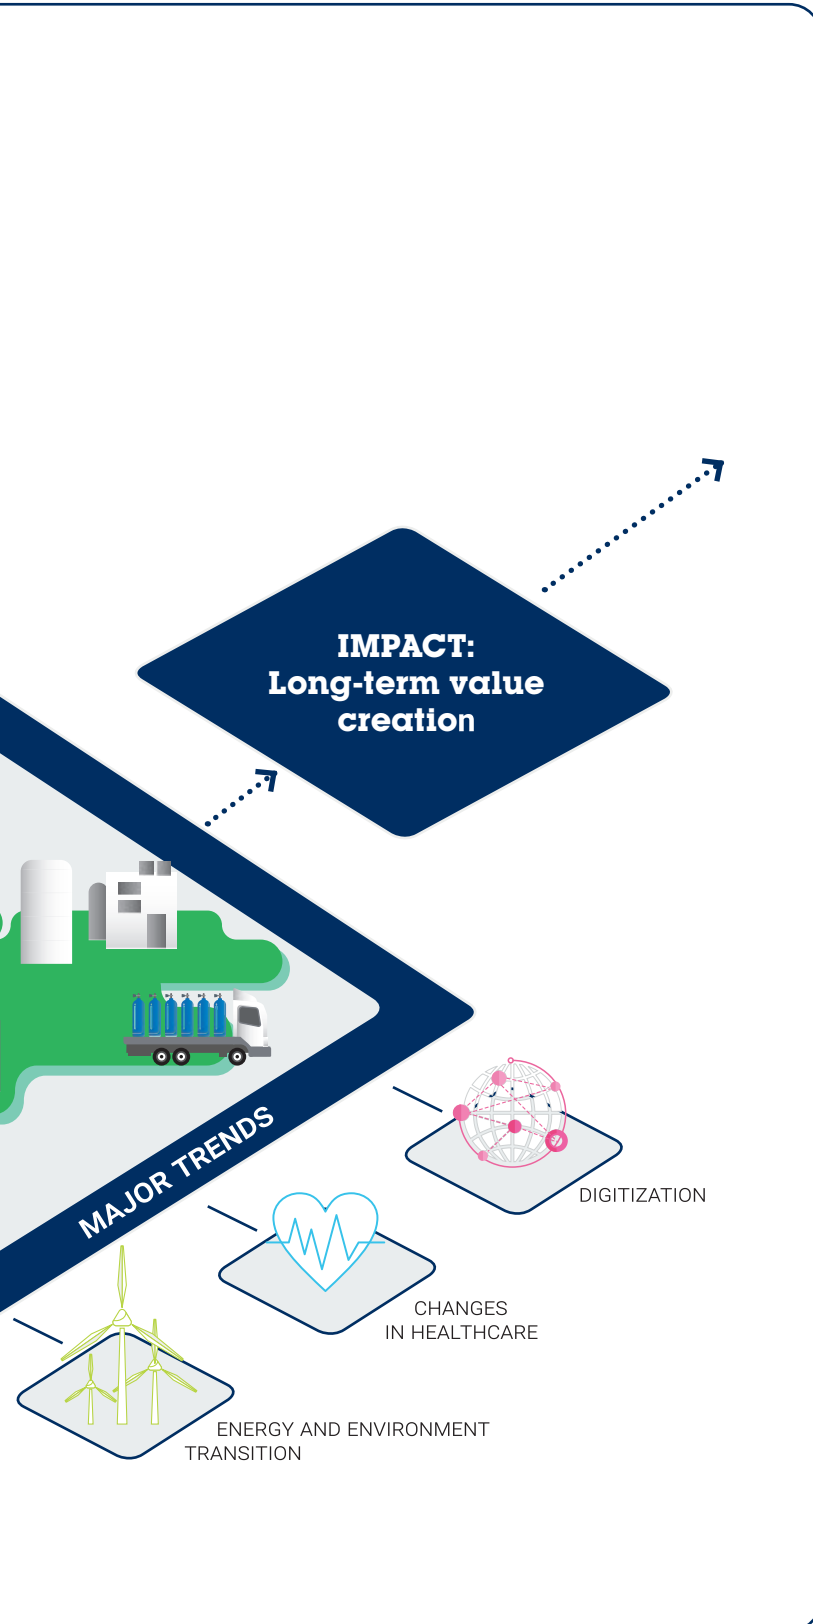 IMPACT:
Long-term value
creation
MAJOR TRENDS
DIGITIZATION
CHANGES
IN HEALTHCARE
ENERGY AND ENVIRONMENT
TRANSITION